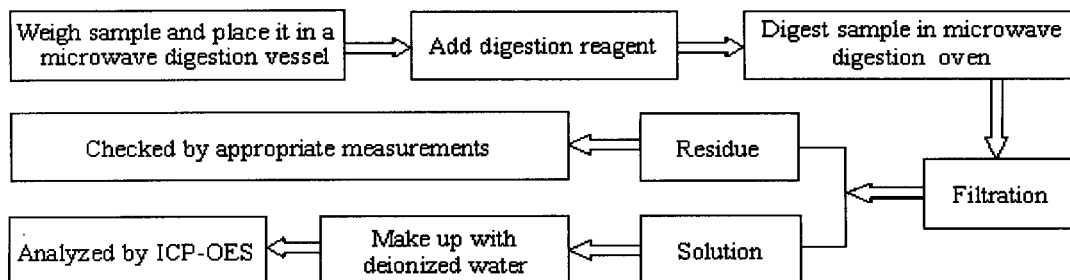 Weigh sample and place it in a
microwave digestion vessel
Add digestion reagent
Digest sample in microwave
digestion oven
Checked by appropriate measurements
Residue
Filtration
Analyzed by ICP-OES
Make up with
deionized water
Solution